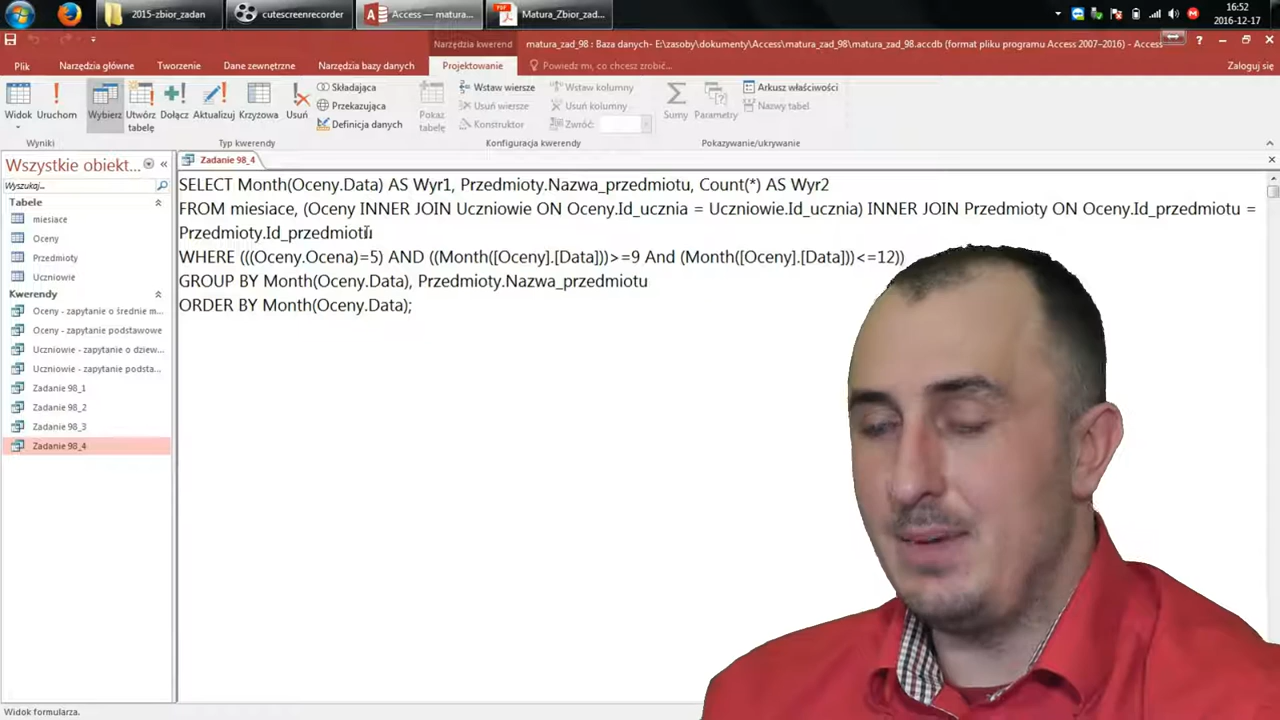 2015-zbior_zadan
cutescreenrecorder
Access — matura...
Matura_Zbior_zad...
16:52
2016-12-17
Narzędzia kwerend
matura_zad_98 : Baza danych- E:\zasoby\dokumenty\Access\matura_zad_98\matura_zad_98.accdb (format pliku programu Access 2007–2016) - Access
Plik
Narzędzia główne
Tworzenie
Dane zewnętrzne
Narzędzia bazy danych
Projektowanie
Powiedz mi, co chcesz zrobić...
Zaloguj się
Widok
Uruchom
Wybierz
Utwórz tabelę
Dołącz
Aktualizuj
Krzyżowa
Usuń
Składająca
Przekazująca
Definicja danych
Pokaz tabelę
Wstaw wiersze
Usuń wiersze
Konstruktor
Wstaw kolumny
Usuń kolumny
Zwróć:
Sumy
Parametry
Arkusz właściwości
Nazwy tabel
Wyniki
Typ kwerendy
Konfiguracja kwerendy
Pokazywanie/ukrywanie
Wszystkie obiekt...
Wyszukaj...
Tabele
miesiace
Oceny
Przedmioty
Uczniowie
Kwerendy
Oceny - zapytanie o średnie m...
Oceny - zapytanie podstawowe
Uczniowie - zapytanie o dziew...
Uczniowie - zapytanie podsta...
Zadanie 98_1
Zadanie 98_2
Zadanie 98_3
Zadanie 98_4
Zadanie 98_4
SELECT Month(Oceny.Data) AS Wyr1, Przedmioty.Nazwa_przedmiotu, Count(*) AS Wyr2
FROM miesiace, (Oceny INNER JOIN Uczniowie ON Oceny.Id_ucznia = Uczniowie.Id_ucznia) INNER JOIN Przedmioty ON Oceny.Id_przedmiotu =
Przedmioty.Id_przedmiotu
WHERE (((Oceny.Ocena)=5) AND ((Month([Oceny].[Data]))>=9 And (Month([Oceny].[Data]))<=12))
GROUP BY Month(Oceny.Data), Przedmioty.Nazwa_przedmiotu
ORDER BY Month(Oceny.Data);
Widok formularza.